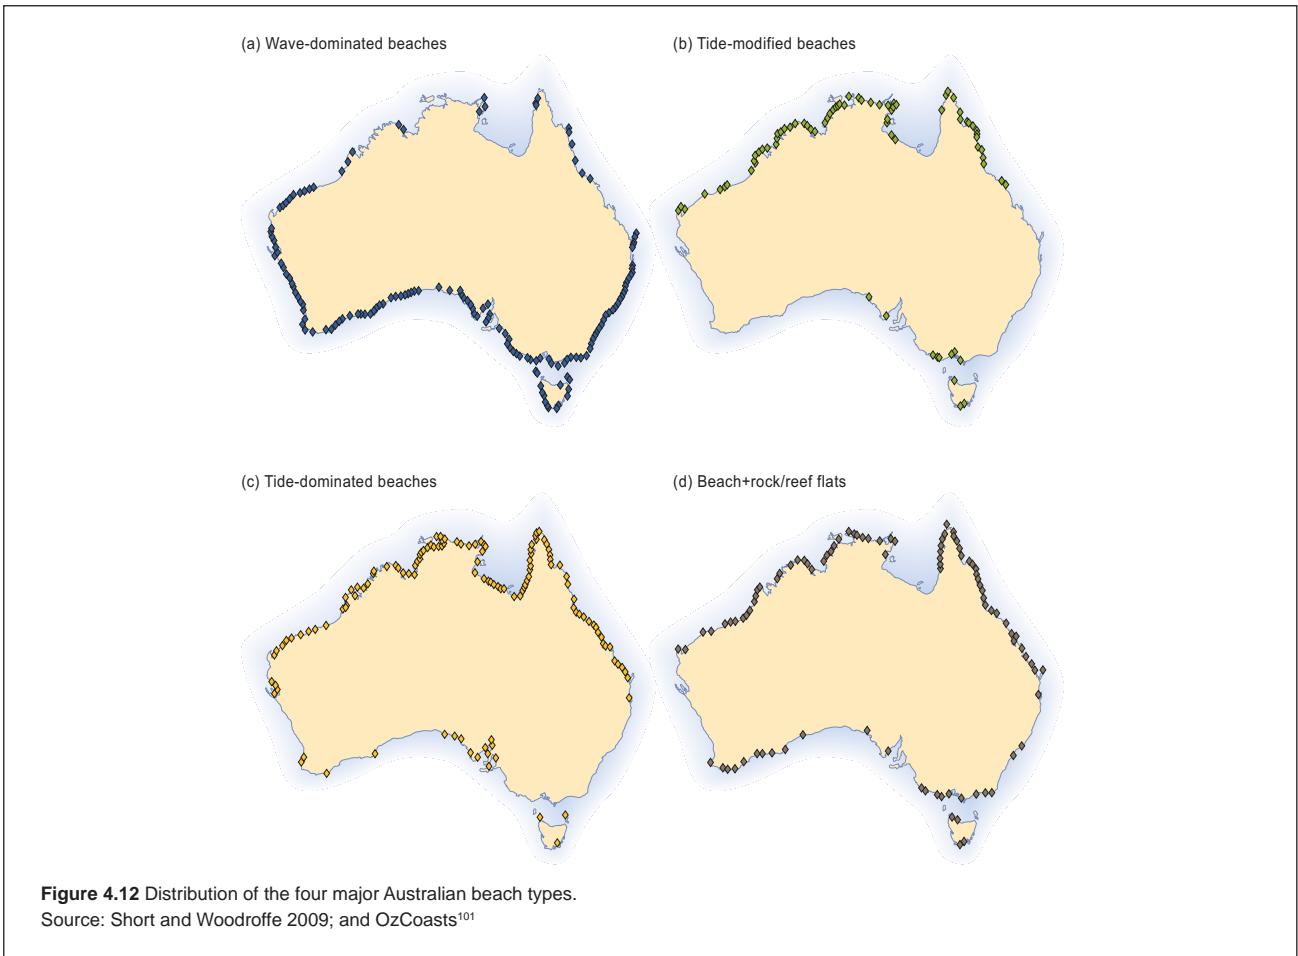 (a) Wave-dominated beaches
(b) Tide-modified beaches
(c) Tide-dominated beaches
(d) Beach+rock/reef flats
Figure 4.12 Distribution of the four major Australian beach types.
Source: Short and Woodroffe 2009; and OzCoasts101